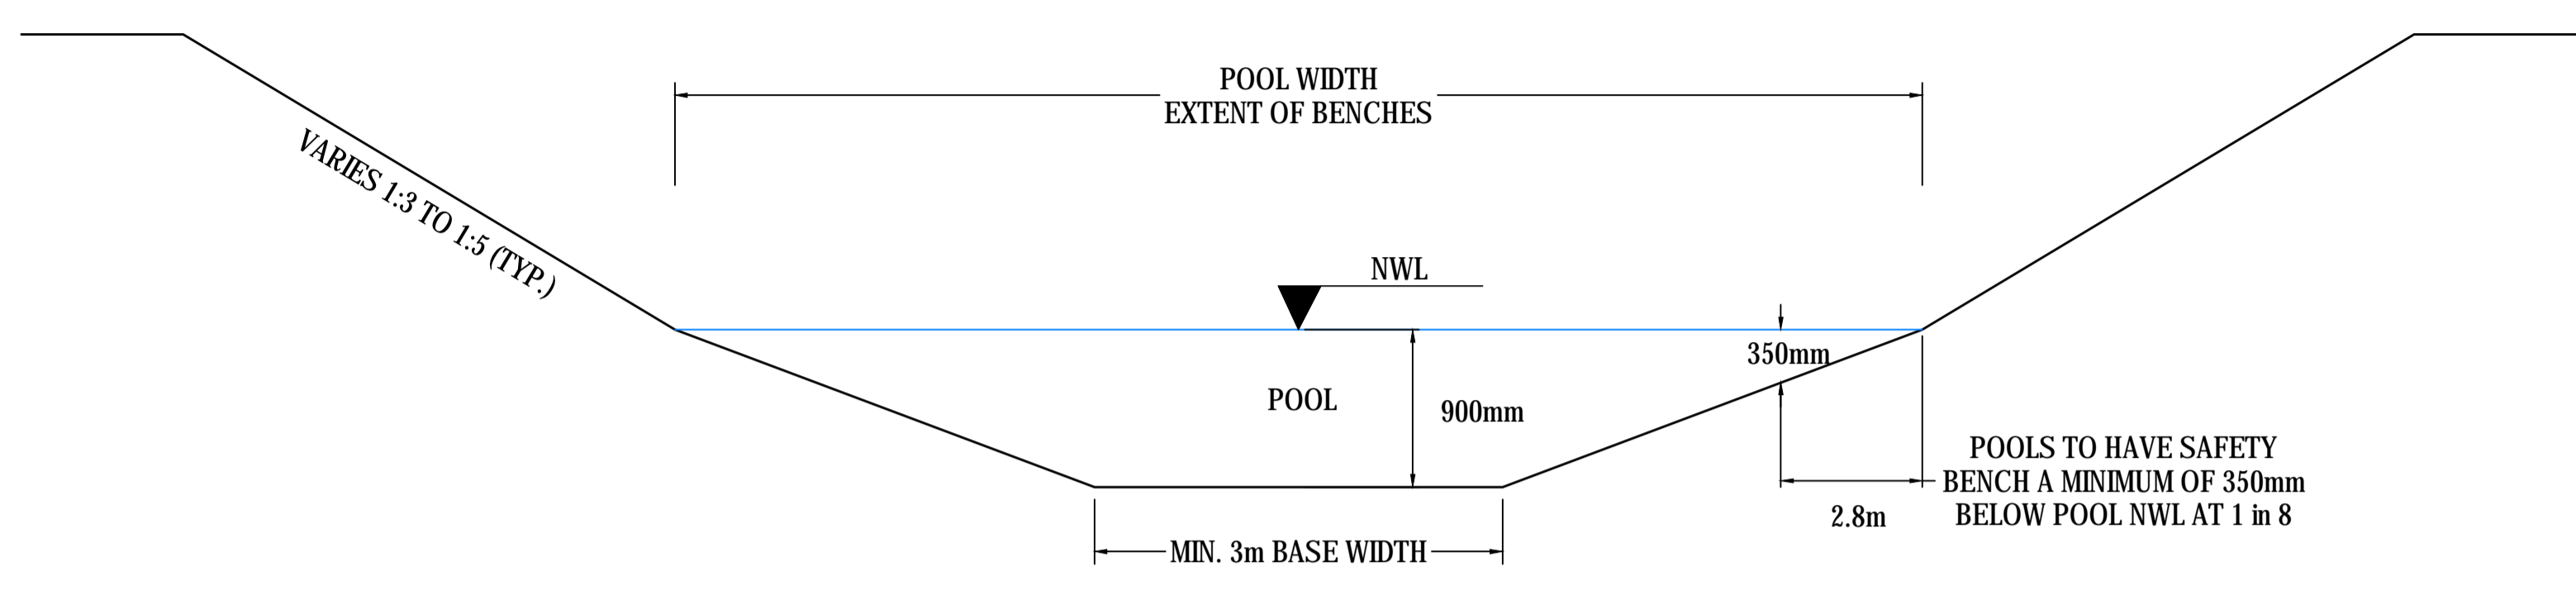 POOL WIDTH
EXTENT OF BENCHES
VARIES 1:3 TO 1:5 (TYP.)
NWL
350mm
POOL
900mm
POOLS TO HAVE SAFETY
BENCH A MINIMUM OF 350mm
BELOW POOL NWL AT 1 in 8
2.8m
MIN. 3m BASE WIDTH